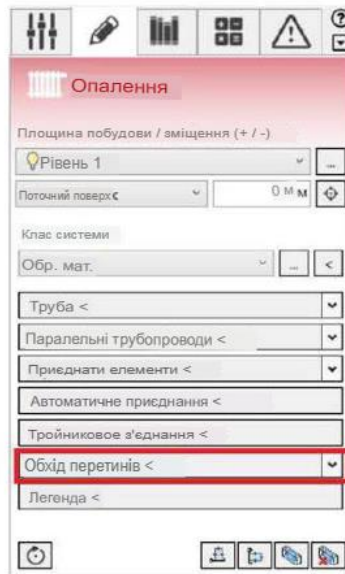 Опалення
Площина побудови / зміщення (+ / -)
Рівень 1 ...
Поточний поверх с 0 м м
Клас системи
Обр. мат. ... <
Труба <
Паралельні трубопроводи <
Приєднати елементи <
Автоматичне приєднання <
Тройникове з'єднання <
Обхід перетинів <
Легенда <